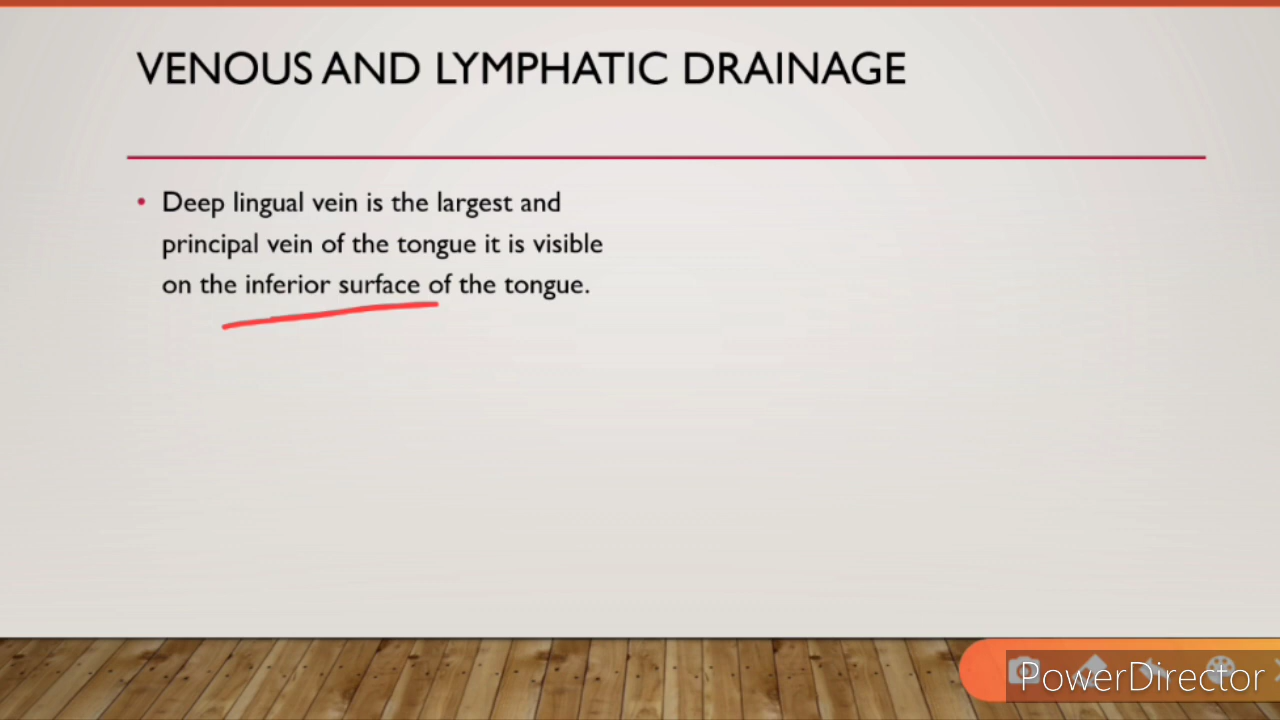 VENOUS AND LYMPHATIC DRAINAGE
• Deep lingual vein is the largest and
principal vein of the tongue it is visible
on the inferior surface of the tongue.
PowerDirector